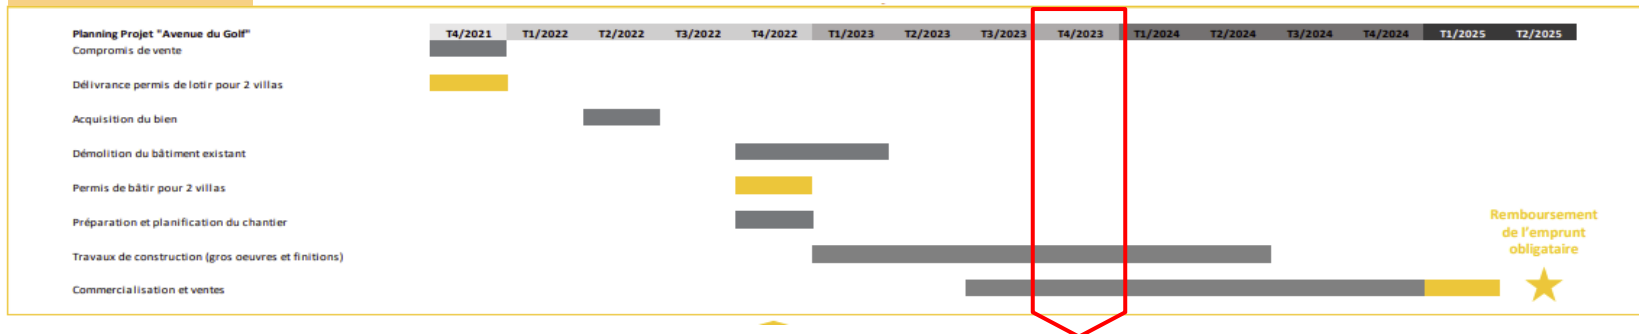 Planning Projet "Avenue du Golf" T4/2021 T1/2022 T2/2022 T3/2022 T4/2022 T1/2023 T2/2023 T3/2023 T4/2023 T1/2024 T2/2024 T3/2024 T4/2024 T1/2025 T2/2025
Compromis de vente
Délivrance permis de lotir pour 2 villas
Acquisition du bien
Démolition du bâtiment existant
Permis de bâtir pour 2 villas
Préparation et planification du chantier
Travaux de construction (gros oeuvres et finitions)
Commercialisation et ventes
Remboursement
de l'emprunt
obligataire